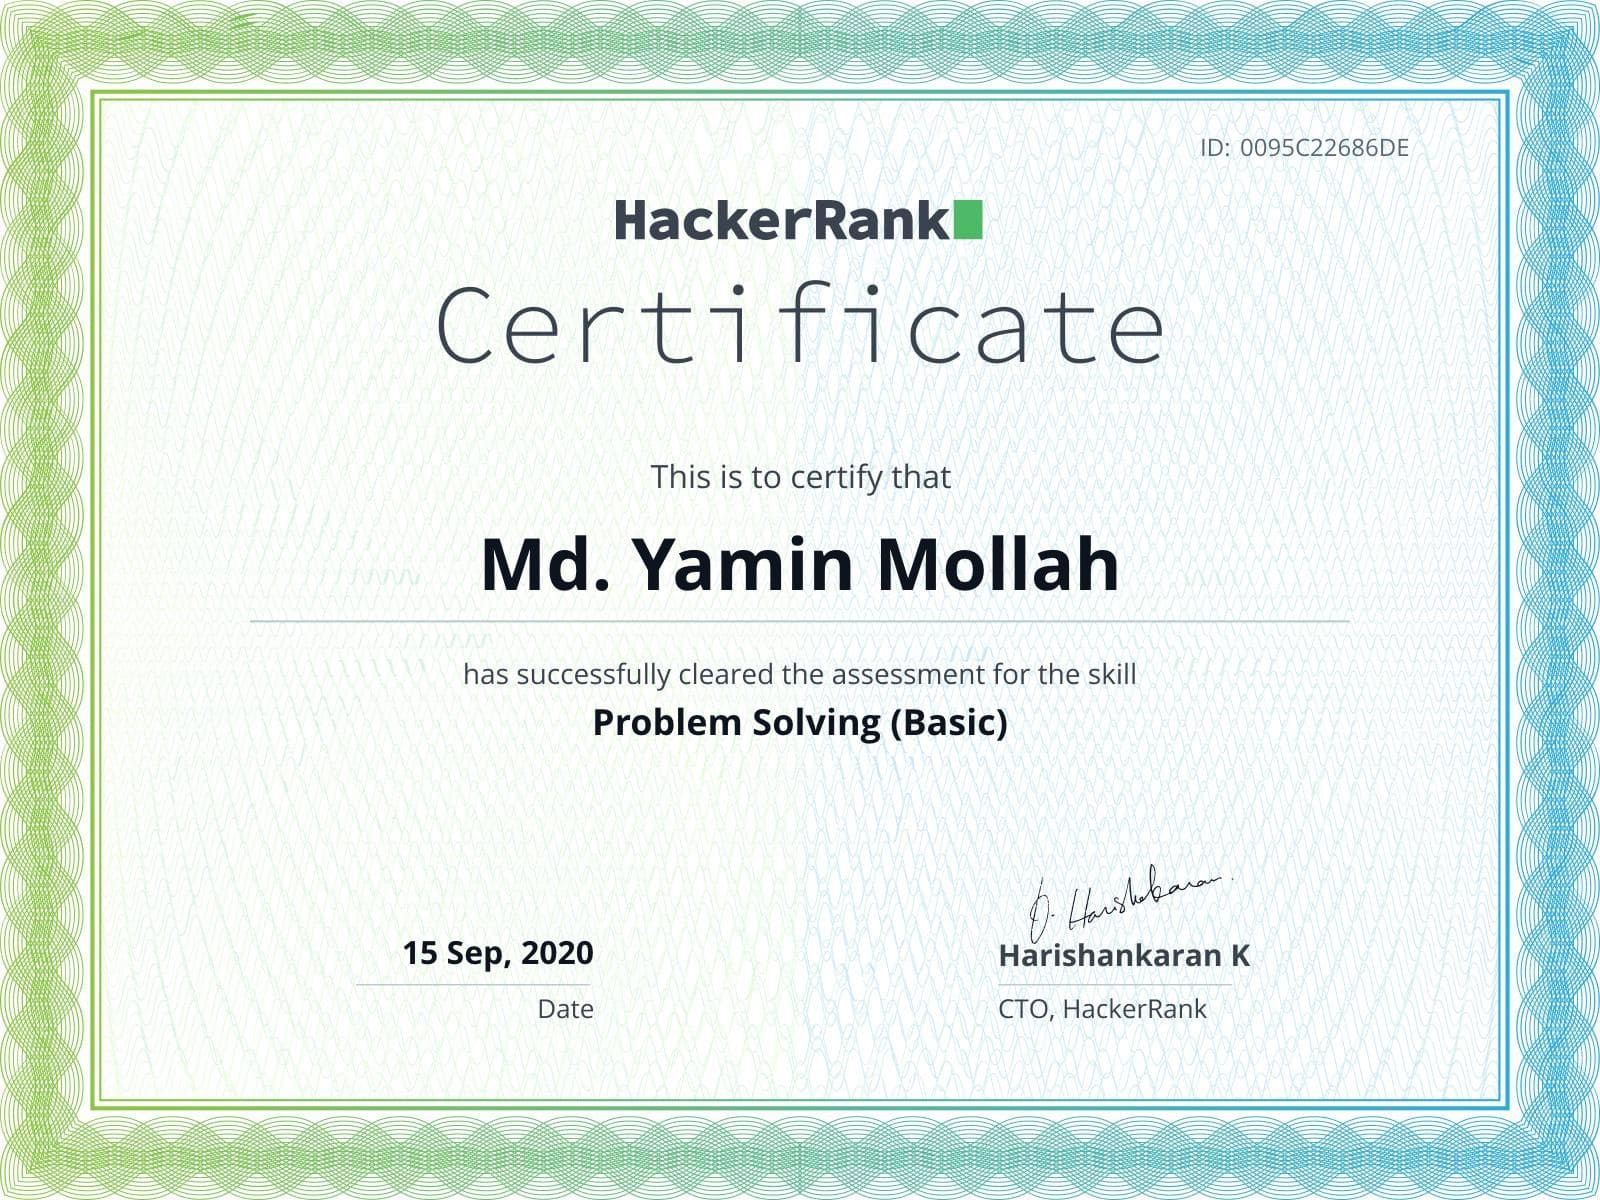 ID: 0095C22686DE
HackerRank
Certificate
This is to certify that
Md. Yamin Mollah
has successfully cleared the assessment for the skill
Problem Solving (Basic)
15 Sep, 2020
Date
Harishankaran K
CTO, HackerRank